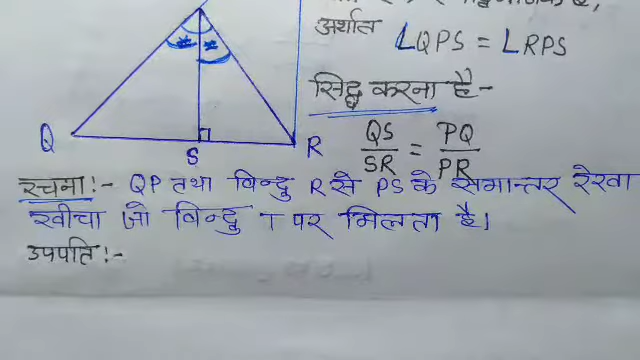 अर्थात ∠QPS = ∠RPS
सिद्ध करना है-
Q
S
R
QS/SR = PQ/PR
रचना:- QP तथा विन्दु R से PS के समान्तर रेखा
खींचा जो विन्दु T पर मिलता है।
उपपति:-